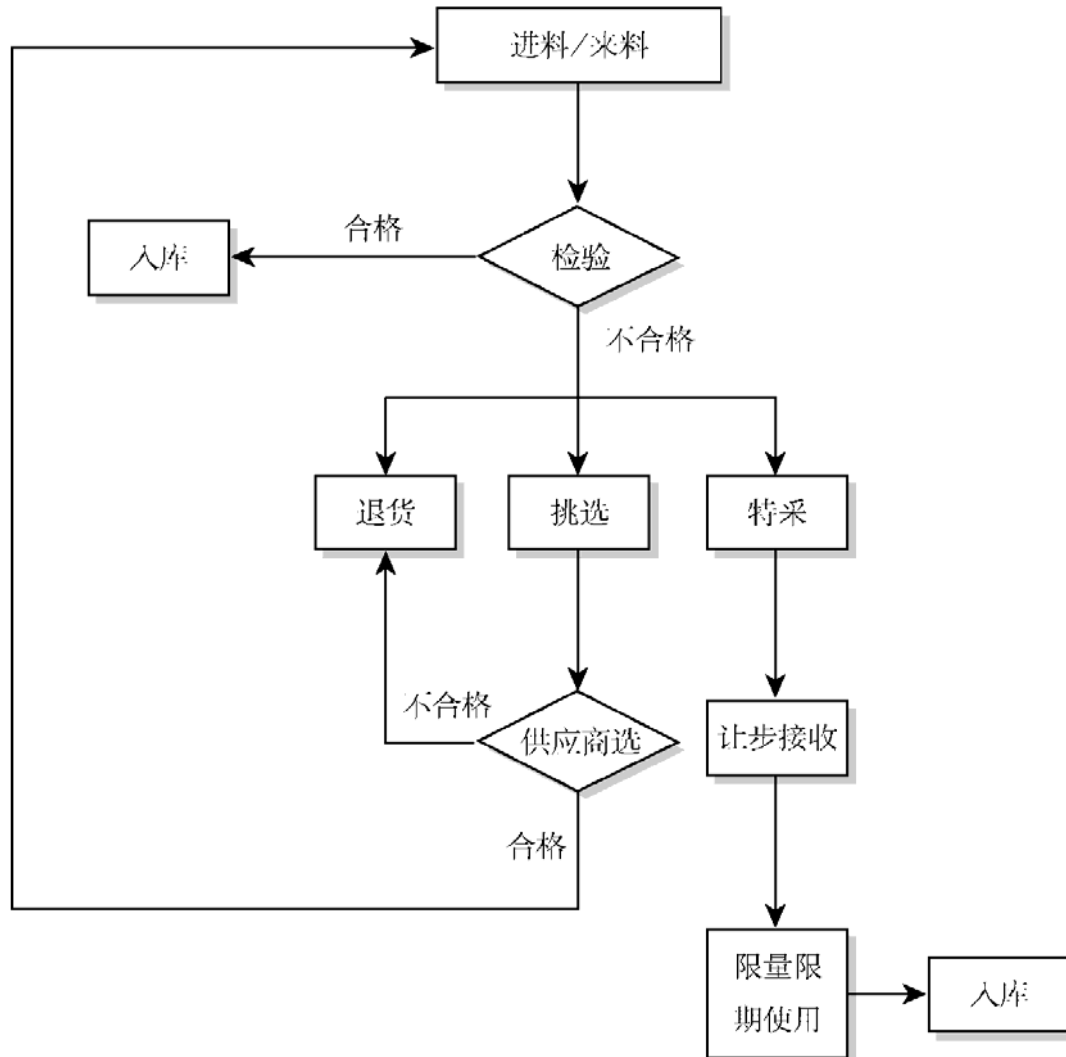 进料/来料
合格
检验
入库
不合格
退货
挑选
特采
不合格
供应商选
让步接收
合格
限量限
期使用
入库